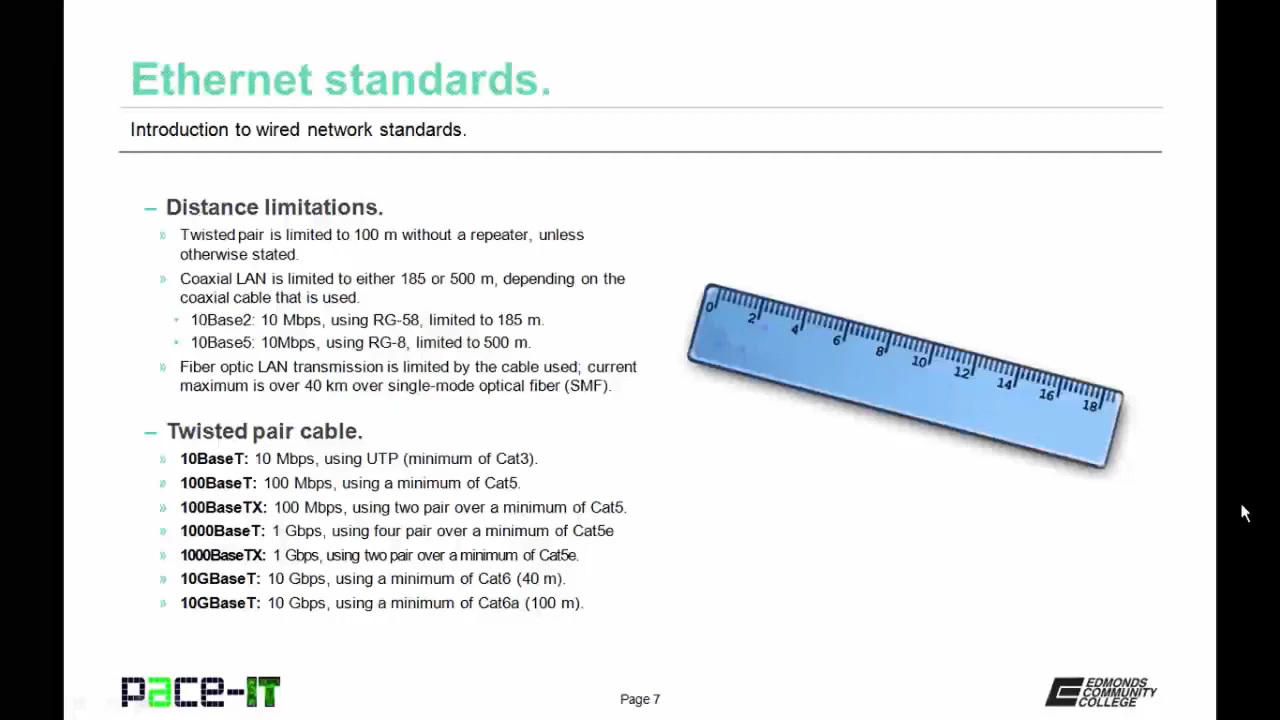 Ethernet standards.
Introduction to wired network standards.
– Distance limitations.
» Twisted pair is limited to 100 m without a repeater, unless
otherwise stated.
» Coaxial LAN is limited to either 185 or 500 m, depending on the
coaxial cable that is used.
• 10Base2: 10 Mbps, using RG-58, limited to 185 m.
• 10Base5: 10Mbps, using RG-8, limited to 500 m.
» Fiber optic LAN transmission is limited by the cable used; current
maximum is over 40 km over single-mode optical fiber (SMF).
0 2 4 6 8 10 12 14 16 18
– Twisted pair cable.
» 10BaseT: 10 Mbps, using UTP (minimum of Cat3).
» 100BaseT: 100 Mbps, using a minimum of Cat5.
» 100BaseTX: 100 Mbps, using two pair over a minimum of Cat5.
» 1000BaseT: 1 Gbps, using four pair over a minimum of Cat5e
» 1000BaseTX: 1 Gbps, using two pair over a minimum of Cat5e.
» 10GBaseT: 10 Gbps, using a minimum of Cat6 (40 m).
» 10GBaseT: 10 Gbps, using a minimum of Cat6a (100 m).
pace-IT
Page 7
EDMONDS
COMMUNITY
COLLEGE